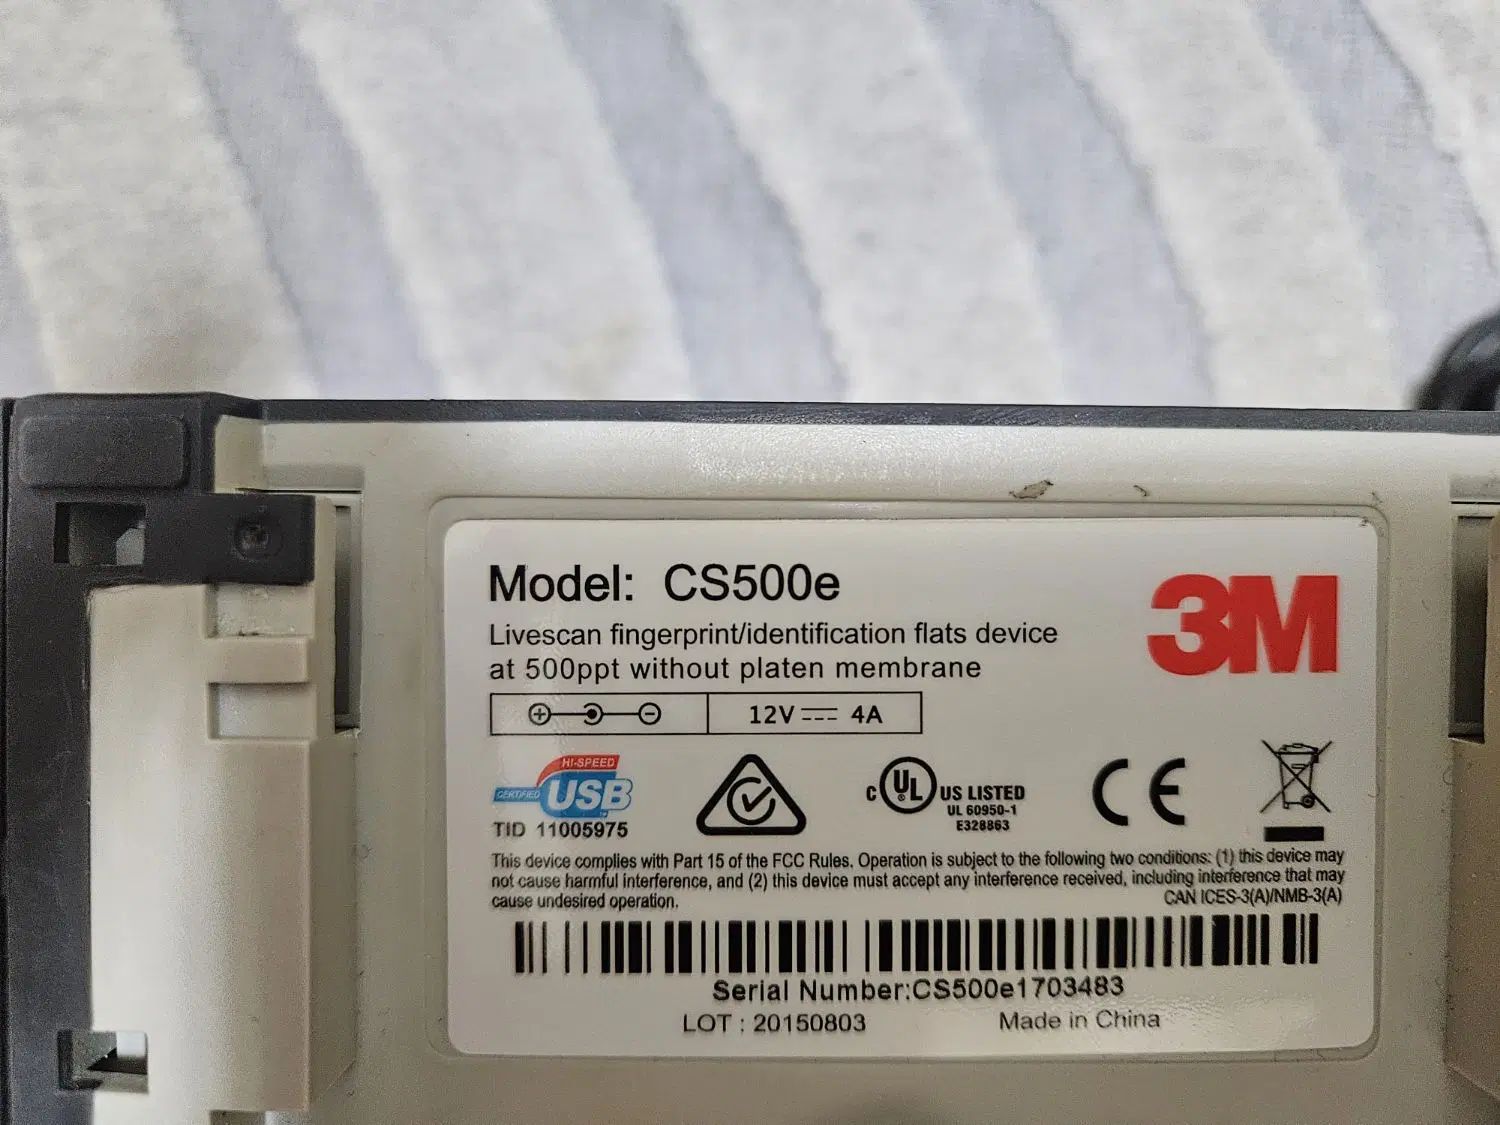 Model: CS500e
3M
Livescan fingerprint/identification flats device
at 500ppt without platen membrane
12V 4A
HI-SPEED
CERTIFIED USB
TID 11005975
C UL US LISTED
UL 60950-1
E328863
CE
This device complies with Part 15 of the FCC Rules. Operation is subject to the following two conditions: (1) this device may
not cause harmful interference, and (2) this device must accept any interference received, including interference that may
cause undesired operation.
CAN ICES-3(A)/NMB-3(A)
Serial Number:CS500e1703483
LOT : 20150803
Made in China